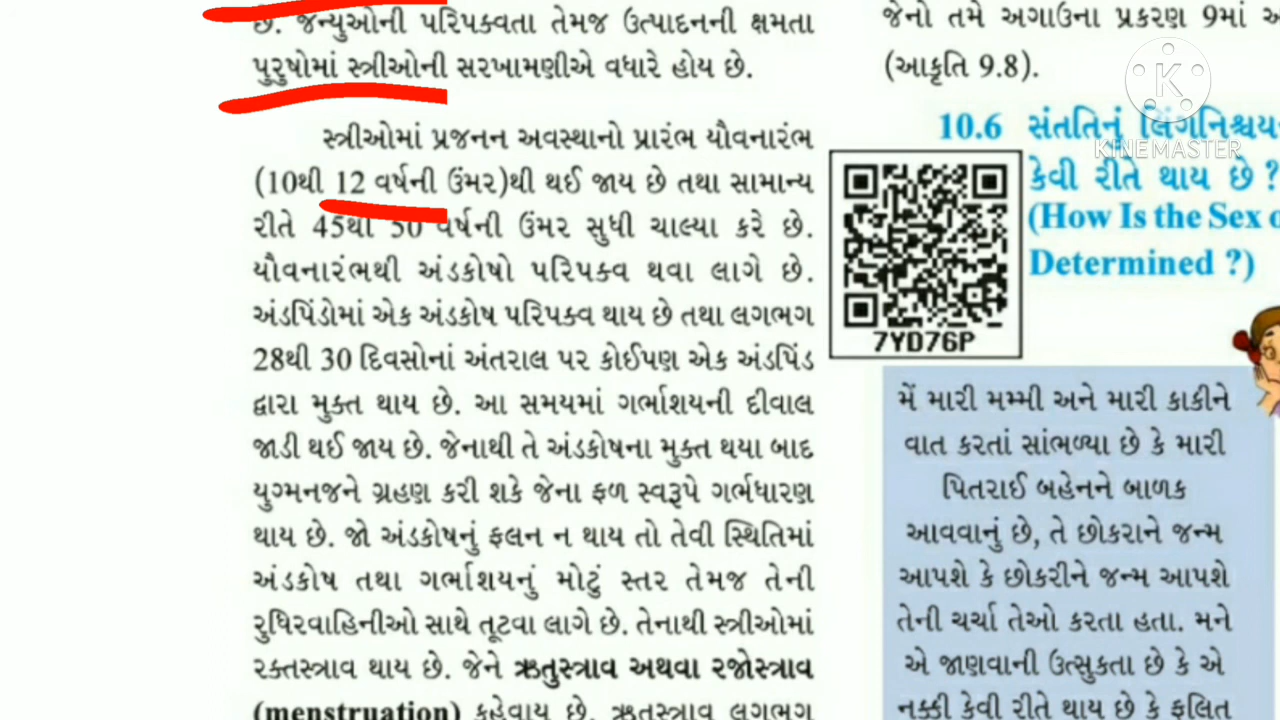 છે. જન્યુઓની પરિપક્વતા તેમજ ઉત્પાદનની ક્ષમતા
પુરુષોમાં સ્ત્રીઓની સરખામણીએ વધારે હોય છે.
સ્ત્રીઓમાં પ્રજનન અવસ્થાનો પ્રારંભ યૌવનારંભ
(10થી 12 વર્ષની ઉંમર)થી થઈ જાય છે તથા સામાન્ય
રીતે 45થી 50 વર્ષની ઉંમર સુધી ચાલ્યા કરે છે.
યૌવનારંભથી અંડકોષો પરિપક્વ થવા લાગે છે.
અંડપિંડોમાં એક અંડકોષ પરિપક્વ થાય છે તથા લગભગ
28થી 30 દિવસોનાં અંતરાલ પર કોઈપણ એક અંડપિંડ
દ્વારા મુક્ત થાય છે. આ સમયમાં ગર્ભાશયની દીવાલ
જાડી થઈ જાય છે. જેનાથી તે અંડકોષના મુક્ત થયા બાદ
યુગ્મનજને ગ્રહણ કરી શકે જેના ફળ સ્વરૂપે ગર્ભધારણ
થાય છે. જો અંડકોષનું ફલન ન થાય તો તેવી સ્થિતિમાં
અંડકોષ તથા ગર્ભાશયનું મોટું સ્તર તેમજ તેની
રુધિરવાહિનીઓ સાથે તૂટવા લાગે છે. તેનાથી સ્ત્રીઓમાં
રક્તસ્ત્રાવ થાય છે. જેને ઋતુસ્ત્રાવ અથવા રજોસ્ત્રાવ
(menstruation) કહેવાય છે. ઋતુસ્ત્રાવ લગભગ
જેનો તમે અગાઉના પ્રકરણ 9માં
(આકૃતિ 9.8).
K
KINEMASTER
10.6 સંતતિનું લિંગનિશ્ચય
કેવી રીતે થાય છે ?
(How Is the Sex
Determined ?)
7YD76P
મેં મારી મમ્મી અને મારી કાકીને
વાત કરતાં સાંભળ્યા છે કે મારી
પિતરાઈ બહેનને બાળક
આવવાનું છે, તે છોકરાને જન્મ
આપશે કે છોકરીને જન્મ આપશે
તેની ચર્ચા તેઓ કરતા હતા. મને
એ જાણવાની ઉત્સુકતા છે કે એ
નક્કી કેવી રીતે થાય છે કે ફલિત